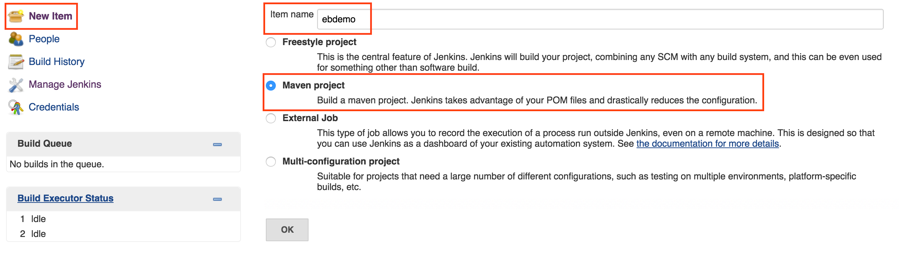 New Item
People
Build History
Manage Jenkins
Credentials
Build Queue
No builds in the queue.
Build Executor Status
1 Idle
2 Idle
Item name ebdemo
Freestyle project
This is the central feature of Jenkins. Jenkins will build your project, combining any SCM with any build system, and this can be even used
for something other than software build.
Maven project
Build a maven project. Jenkins takes advantage of your POM files and drastically reduces the configuration.
External Job
This type of job allows you to record the execution of a process run outside Jenkins, even on a remote machine. This is designed so that
you can use Jenkins as a dashboard of your existing automation system. See the documentation for more details.
Multi-configuration project
Suitable for projects that need a large number of different configurations, such as testing on multiple environments, platform-specific
builds, etc.
OK